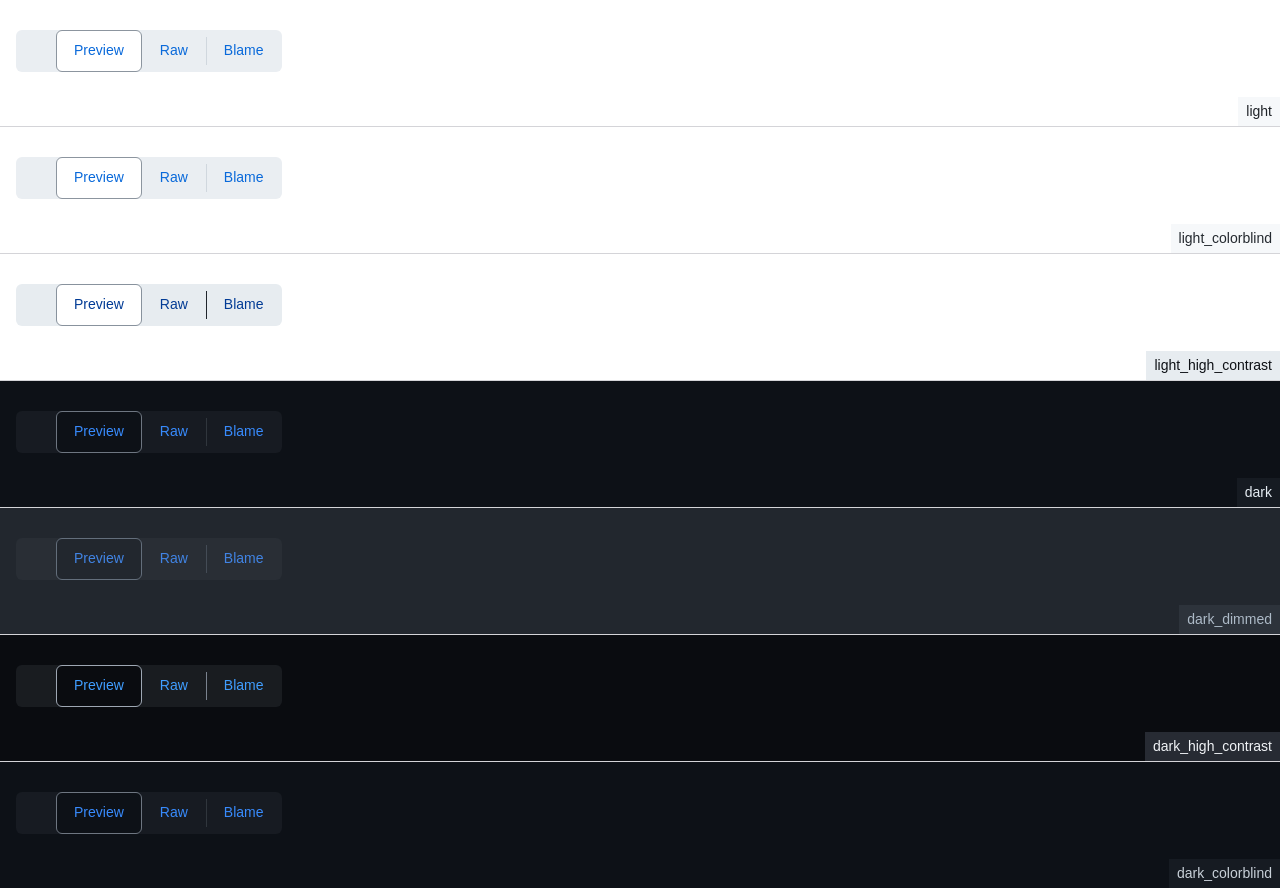 Preview Raw Blame
light
Preview Raw Blame
light_colorblind
Preview Raw Blame
light_high_contrast
Preview Raw Blame
dark
Preview Raw Blame
dark_dimmed
Preview Raw Blame
dark_high_contrast
Preview Raw Blame
dark_colorblind